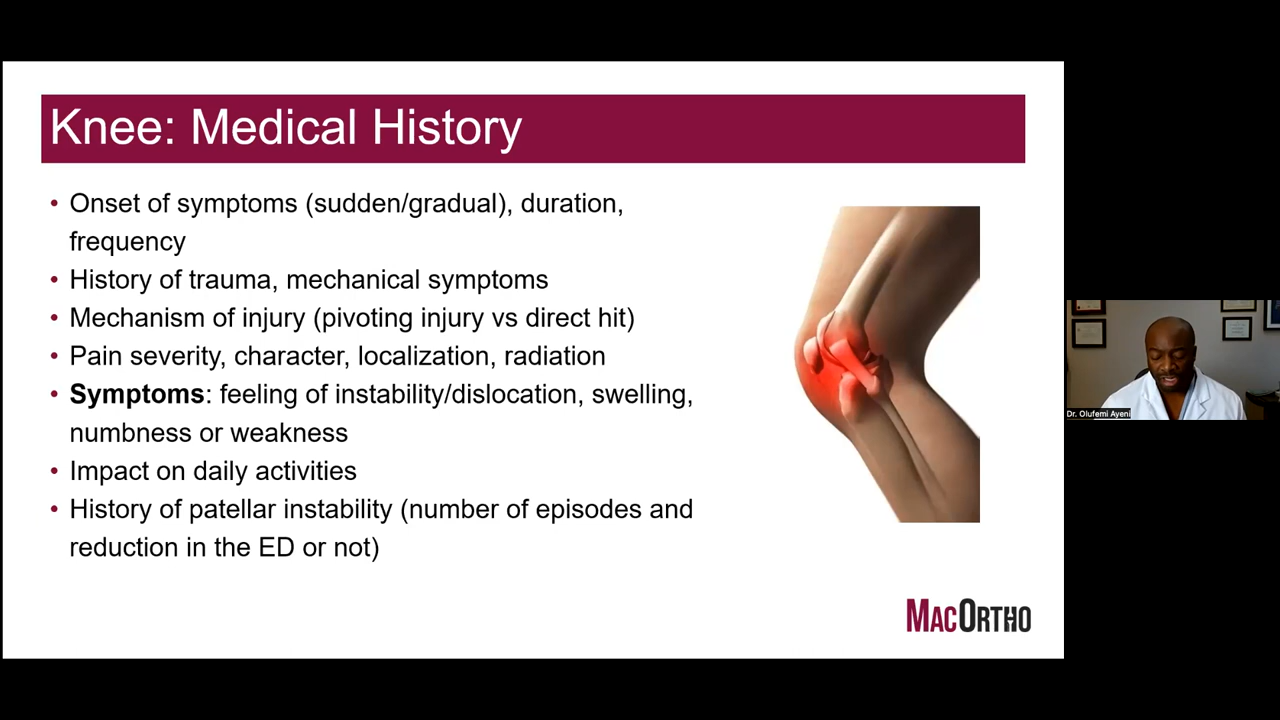 Knee: Medical History
• Onset of symptoms (sudden/gradual), duration,
frequency
• History of trauma, mechanical symptoms
• Mechanism of injury (pivoting injury vs direct hit)
• Pain severity, character, localization, radiation
• Symptoms: feeling of instability/dislocation, swelling,
numbness or weakness
• Impact on daily activities
• History of patellar instability (number of episodes and
reduction in the ED or not)
MACORTHO
Dr. Olufemi Ayeni